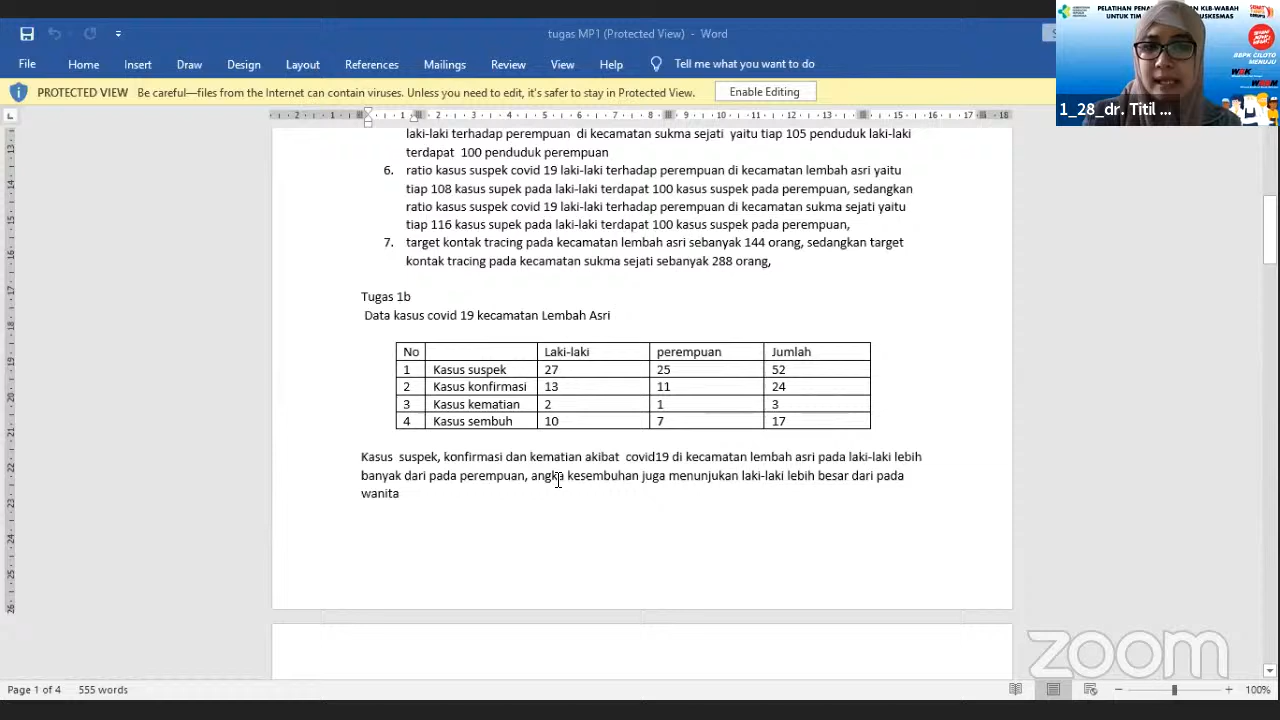 tugas MP1 (Protected View) - Word
File Home Insert Draw Design Layout References Mailings Review View Help Tell me what you want to do
PROTECTED VIEW Be careful—files from the Internet can contain viruses. Unless you need to edit, it's safer to stay in Protected View. Enable Editing
PELATIHAN
KLB-WABAH
UNTUK TIM
PUSKESMAS
BBPK CILOTO
MENUJU
1_28_dr. Titil ...
laki-laki terhadap perempuan di kecamatan sukma sejati yaitu tiap 105 penduduk laki-laki
terdapat 100 penduduk perempuan
6. ratio kasus suspek covid 19 laki-laki terhadap perempuan di kecamatan lembah asri yaitu
tiap 108 kasus supek pada laki-laki terdapat 100 kasus suspek pada perempuan, sedangkan
ratio kasus suspek covid 19 laki-laki terhadap perempuan di kecamatan sukma sejati yaitu
tiap 116 kasus supek pada laki-laki terdapat 100 kasus suspek pada perempuan,
7. target kontak tracing pada kecamatan lembah asri sebanyak 144 orang, sedangkan target
kontak tracing pada kecamatan sukma sejati sebanyak 288 orang,
Tugas 1b
Data kasus covid 19 kecamatan Lembah Asri
No Laki-laki perempuan Jumlah
1 Kasus suspek 27 25 52
2 Kasus konfirmasi 13 11 24
3 Kasus kematian 2 1 3
4 Kasus sembuh 10 7 17
Kasus suspek, konfirmasi dan kematian akibat covid19 di kecamatan lembah asri pada laki-laki lebih
banyak dari pada perempuan, angka kesembuhan juga menunjukan laki-laki lebih besar dari pada
wanita
zoom
Page 1 of 4 555 words 100%